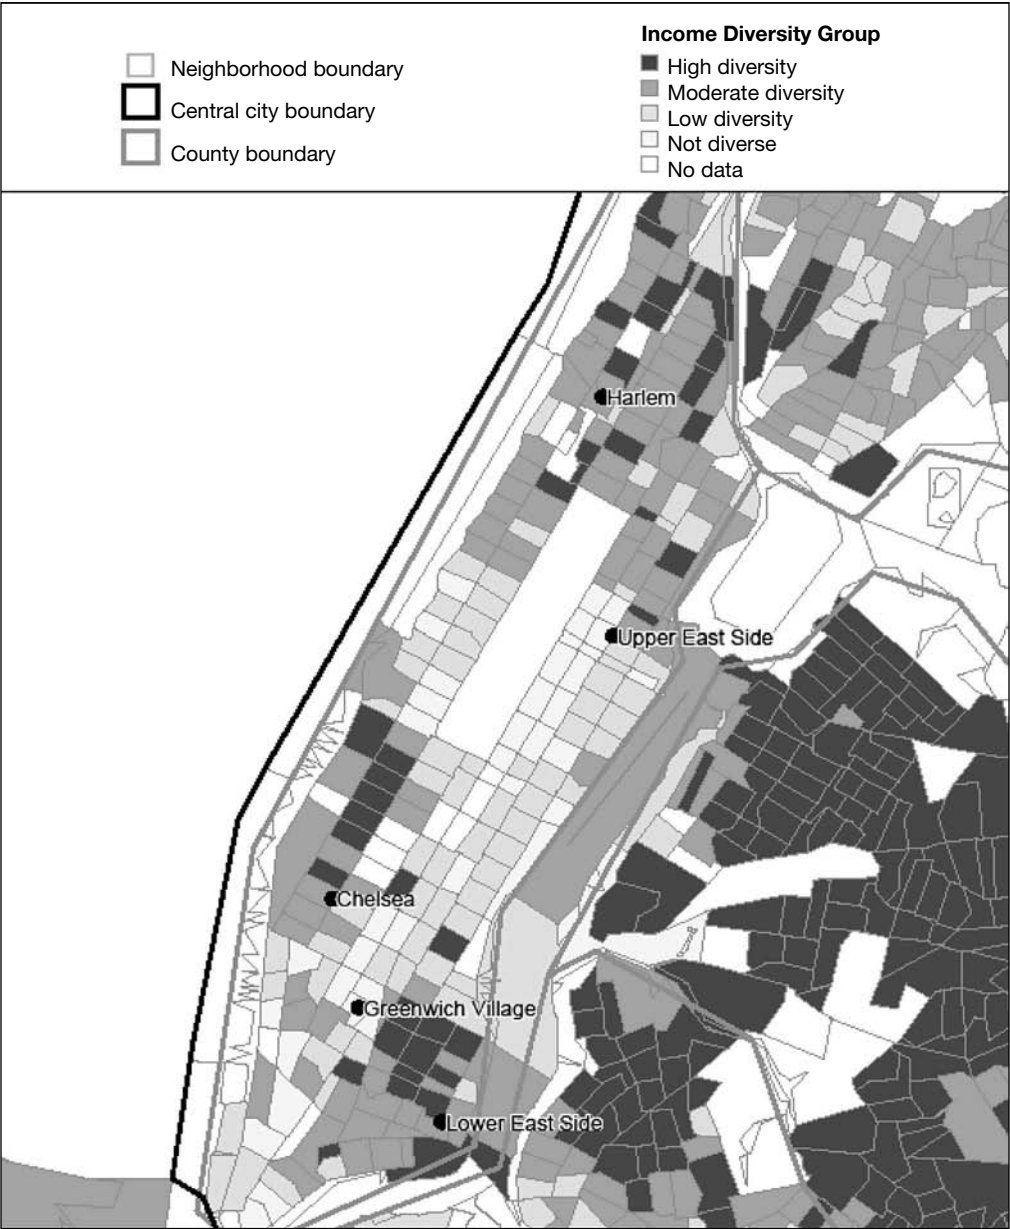 Neighborhood boundary
Central city boundary
County boundary
Income Diversity Group
High diversity
Moderate diversity
Low diversity
Not diverse
No data
Harlem
Upper East Side
Chelsea
Greenwich Village
Lower East Side